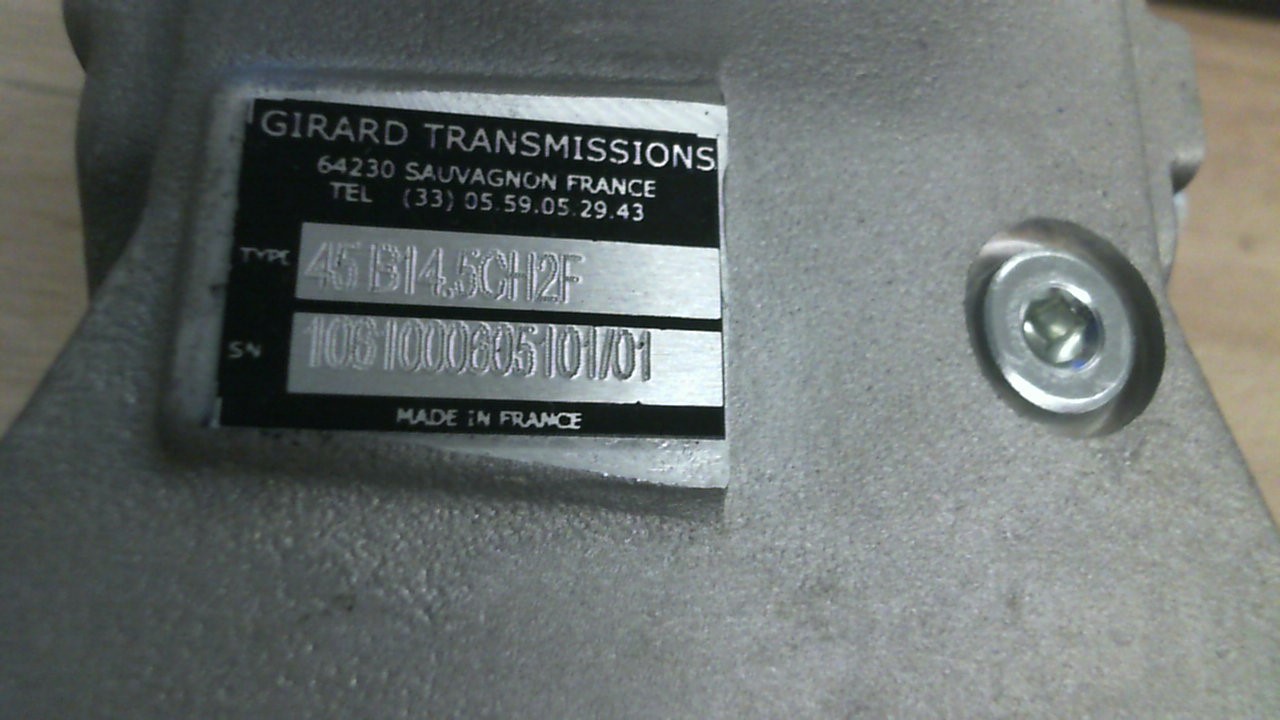 GIRARD TRANSMISSIONS
64230 SAUVAGNON FRANCE
TEL (33) 05.59.05.29.43
TYPE 45 B14.5CH2F
SN 1061000605101/01
MADE IN FRANCE